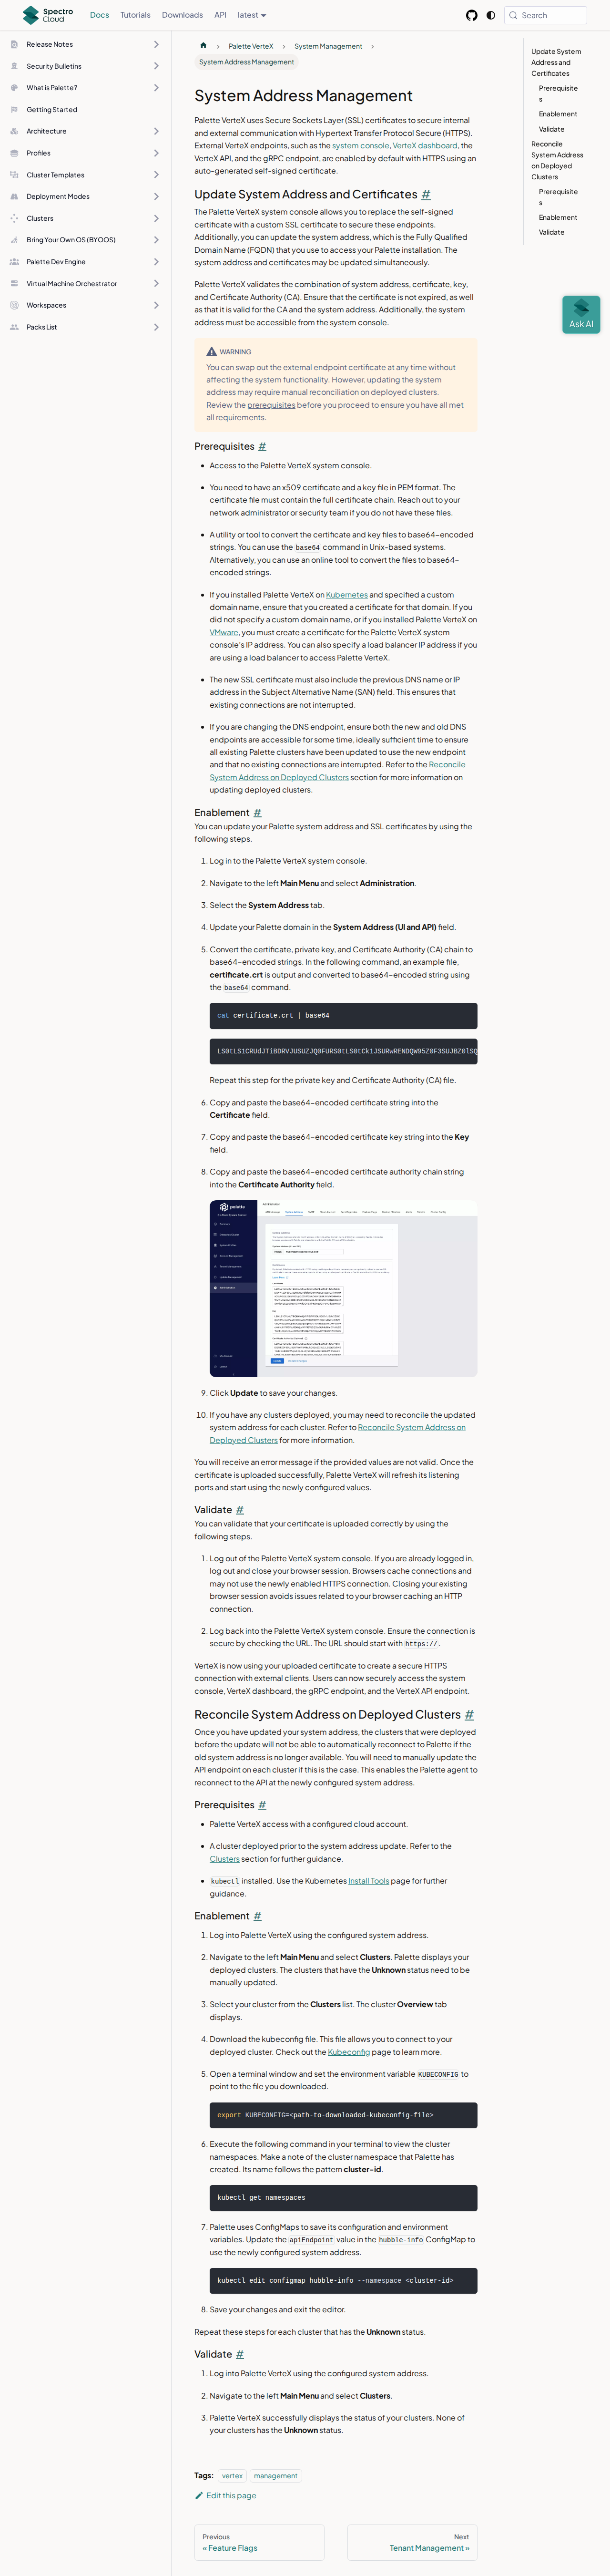 Spectro
Cloud
Docs
Tutorials
Downloads
API
latest
Search
Release Notes
Security Bulletins
What is Palette?
Getting Started
Architecture
Profiles
Cluster Templates
Deployment Modes
Clusters
Bring Your Own OS (BYOOS)
Palette Dev Engine
Virtual Machine Orchestrator
Workspaces
Packs List
Palette VerteX
System Management
System Address Management
System Address Management
Palette VerteX uses Secure Sockets Layer (SSL) certificates to secure internal
and external communication with Hypertext Transfer Protocol Secure (HTTPS).
External VerteX endpoints, such as the system console, VerteX dashboard, the
VerteX API, and the gRPC endpoint, are enabled by default with HTTPS using an
auto-generated self-signed certificate.
Update System Address and Certificates #
The Palette VerteX system console allows you to replace the self-signed
certificate with a custom SSL certificate to secure these endpoints.
Additionally, you can update the system address, which is the Fully Qualified
Domain Name (FQDN) that you use to access your Palette installation. The
system address and certificates may be updated simultaneously.
Palette VerteX validates the combination of system address, certificate, key,
and Certificate Authority (CA). Ensure that the certificate is not expired, as well
as that it is valid for the CA and the system address. Additionally, the system
address must be accessible from the system console.
WARNING
You can swap out the external endpoint certificate at any time without
affecting the system functionality. However, updating the system
address may require manual reconciliation on deployed clusters.
Review the prerequisites before you proceed to ensure you have all met
all requirements.
Prerequisites #
Access to the Palette VerteX system console.
You need to have an x509 certificate and a key file in PEM format. The
certificate file must contain the full certificate chain. Reach out to your
network administrator or security team if you do not have these files.
A utility or tool to convert the certificate and key files to base64-encoded
strings. You can use the base64 command in Unix-based systems.
Alternatively, you can use an online tool to convert the files to base64-
encoded strings.
If you installed Palette VerteX on Kubernetes and specified a custom
domain name, ensure that you created a certificate for that domain. If you
did not specify a custom domain name, or if you installed Palette VerteX on
VMware, you must create a certificate for the Palette VerteX system
console's IP address. You can also specify a load balancer IP address if you
are using a load balancer to access Palette VerteX.
The new SSL certificate must also include the previous DNS name or IP
address in the Subject Alternative Name (SAN) field. This ensures that
existing connections are not interrupted.
If you are changing the DNS endpoint, ensure both the new and old DNS
endpoints are accessible for some time, ideally sufficient time to ensure
all existing Palette clusters have been updated to use the new endpoint
and that no existing connections are interrupted. Refer to the Reconcile
System Address on Deployed Clusters section for more information on
updating deployed clusters.
Enablement #
You can update your Palette system address and SSL certificates by using the
following steps.
1. Log in to the Palette VerteX system console.
2. Navigate to the left Main Menu and select Administration.
3. Select the System Address tab.
4. Update your Palette domain in the System Address (UI and API) field.
5. Convert the certificate, private key, and Certificate Authority (CA) chain to
base64-encoded strings. In the following command, an example file,
certificate.crt is output and converted to base64-encoded string using
the base64 command.
cat certificate.crt | base64
Repeat this step for the private key and Certificate Authority (CA) file.
6. Copy and paste the base64-encoded certificate string into the
Certificate field.
7. Copy and paste the base64-encoded certificate key string into the Key
field.
8. Copy and paste the base64-encoded certificate authority chain string
into the Certificate Authority field.
palette
9. Click Update to save your changes.
10. If you have any clusters deployed, you may need to reconcile the updated
system address for each cluster. Refer to Reconcile System Address on
Deployed Clusters for more information.
You will receive an error message if the provided values are not valid. Once the
certificate is uploaded successfully, Palette VerteX will refresh its listening
ports and start using the newly configured values.
Validate #
You can validate that your certificate is uploaded correctly by using the
following steps.
1. Log out of the Palette VerteX system console. If you are already logged in,
log out and close your browser session. Browsers cache connections and
may not use the newly enabled HTTPS connection. Closing your existing
browser session avoids issues related to your browser caching an HTTP
connection.
2. Log back into the Palette VerteX system console. Ensure the connection is
secure by checking the URL. The URL should start with https://.
VerteX is now using your uploaded certificate to create a secure HTTPS
connection with external clients. Users can now securely access the system
console, VerteX dashboard, the gRPC endpoint, and the VerteX API endpoint.
Reconcile System Address on Deployed Clusters #
Once you have updated your system address, the clusters that were deployed
before the update will not be able to automatically reconnect to Palette if the
old system address is no longer available. You will need to manually update the
API endpoint on each cluster if this is the case. This enables the Palette agent to
reconnect to the API at the newly configured system address.
Prerequisites #
Palette VerteX access with a configured cloud account.
A cluster deployed prior to the system address update. Refer to the
Clusters section for further guidance.
kubectl installed. Use the Kubernetes Install Tools page for further
guidance.
Enablement #
1. Log into Palette VerteX using the configured system address.
2. Navigate to the left Main Menu and select Clusters. Palette displays your
deployed clusters. The clusters that have the Unknown status need to be
manually updated.
3. Select your cluster from the Clusters list. The cluster Overview tab
displays.
4. Download the kubeconfig file. This file allows you to connect to your
deployed cluster. Check out the Kubeconfig page to learn more.
5. Open a terminal window and set the environment variable KUBECONFIG to
point to the file you downloaded.
export KUBECONFIG=<path-to-downloaded-kubeconfig-file>
6. Execute the following command in your terminal to view the cluster
namespaces. Make a note of the cluster namespace that Palette has
created. Its name follows the pattern cluster-id.
kubectl get namespaces
7. Palette uses ConfigMaps to save its configuration and environment
variables. Update the apiEndpoint value in the hubble-info ConfigMap to
use the newly configured system address.
kubectl edit configmap hubble-info --namespace <cluster-id>
8. Save your changes and exit the editor.
Repeat these steps for each cluster that has the Unknown status.
Validate #
1. Log into Palette VerteX using the configured system address.
2. Navigate to the left Main Menu and select Clusters.
3. Palette VerteX successfully displays the status of your clusters. None of
your clusters has the Unknown status.
Tags: vertex management
Edit this page
Previous
« Feature Flags
Next
Tenant Management »
Update System
Address and
Certificates
Prerequisite
s
Enablement
Validate
Reconcile
System Address
on Deployed
Clusters
Prerequisite
s
Enablement
Validate
Ask AI